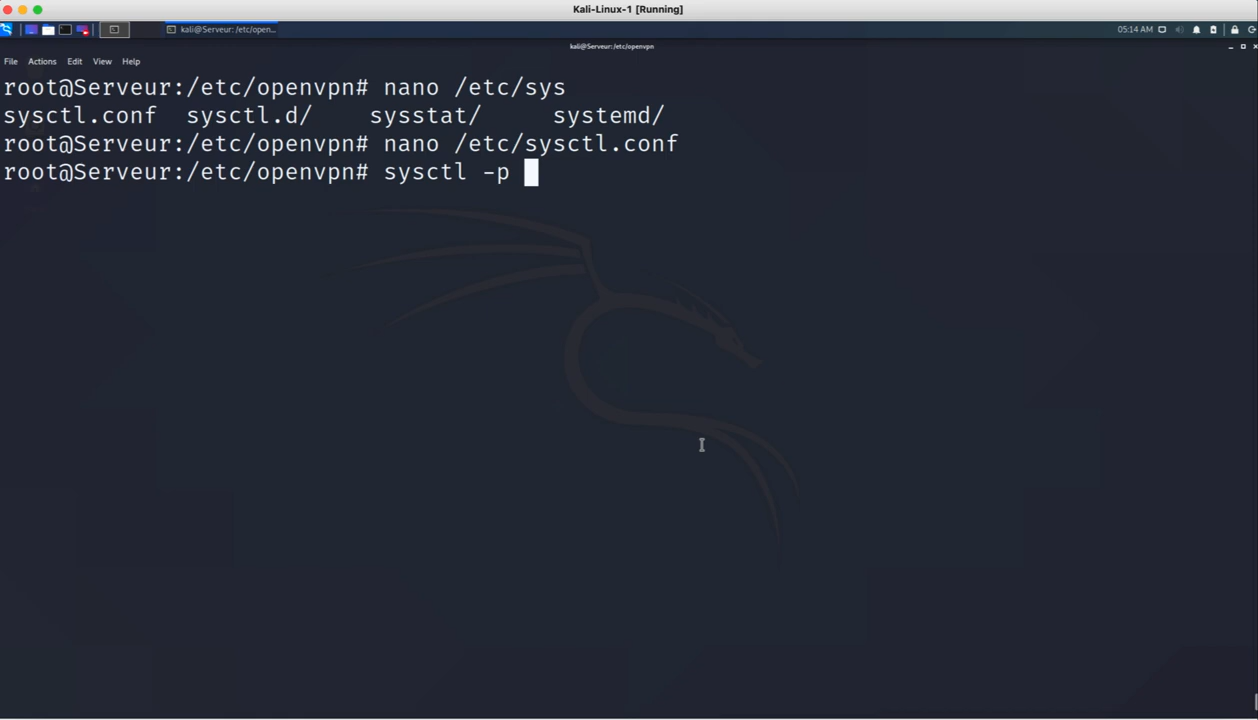 Kali-Linux-1 [Running]
kali@Serveur: /etc/open...
05:14 AM
kali@Serveur:/etc/openvpn
File Actions Edit View Help
root@Serveur:/etc/openvpn# nano /etc/sys
sysctl.conf sysctl.d/ sysstat/ systemd/
root@Serveur:/etc/openvpn# nano /etc/sysctl.conf
root@Serveur:/etc/openvpn# sysctl -p